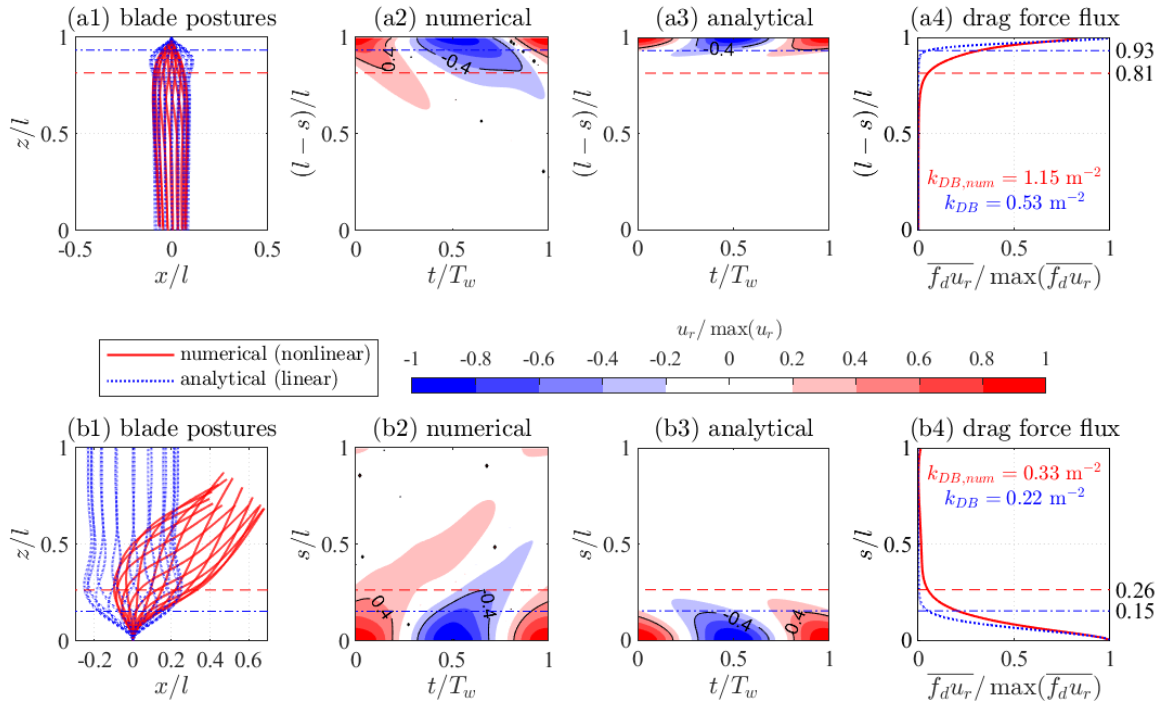 (a1) blade postures
(a2) numerical
(a3) analytical
(a4) drag force flux
1
0.5
0
z/l
-0.5
0
0.5
x/l
1
0.5
0
(l − s)/l
0.4
-0.4
0
0.5
1
t/T_w
1
0.5
0
(l − s)/l
0.4
0
0.5
1
t/T_w
1
0.5
0
(l − s)/l
0.93
0.81
k_{DB,num} = 1.15 m^{-2}
k_{DB} = 0.53 m^{-2}
0
0.5
1
\overline{f_d u_r}/ max(\overline{f_d u_r})
numerical (nonlinear)
analytical (linear)
u_r/ max(u_r)
-1
-0.8
-0.6
-0.4
-0.2
0
0.2
0.4
0.6
0.8
1
(b1) blade postures
(b2) numerical
(b3) analytical
(b4) drag force flux
1
0.5
0
z/l
-0.2
0
0.2
0.4
0.6
x/l
1
0.5
0
s/l
0.4
-0.4
0
0.5
1
t/T_w
1
0.5
0
s/l
-0.4
0.4
0
0.5
1
t/T_w
1
0.5
0
s/l
k_{DB,num} = 0.33 m^{-2}
k_{DB} = 0.22 m^{-2}
0.26
0.15
0
0.5
1
\overline{f_d u_r}/ max(\overline{f_d u_r})